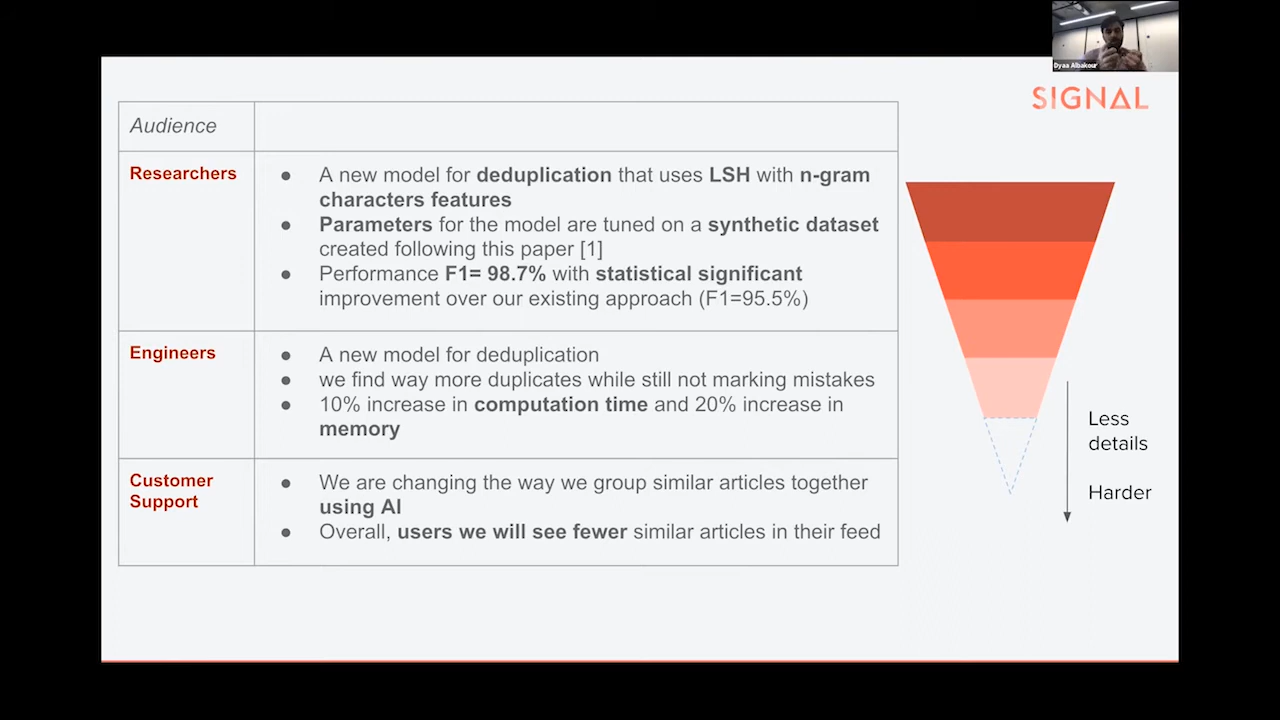 Dyaa Albakour
SIGNAL
Audience
Researchers
● A new model for deduplication that uses LSH with n-gram
characters features
● Parameters for the model are tuned on a synthetic dataset
created following this paper [1]
● Performance F1= 98.7% with statistical significant
improvement over our existing approach (F1=95.5%)
Engineers
● A new model for deduplication
● we find way more duplicates while still not marking mistakes
● 10% increase in computation time and 20% increase in
memory
Customer
Support
● We are changing the way we group similar articles together
using AI
● Overall, users we will see fewer similar articles in their feed
Less
details
Harder